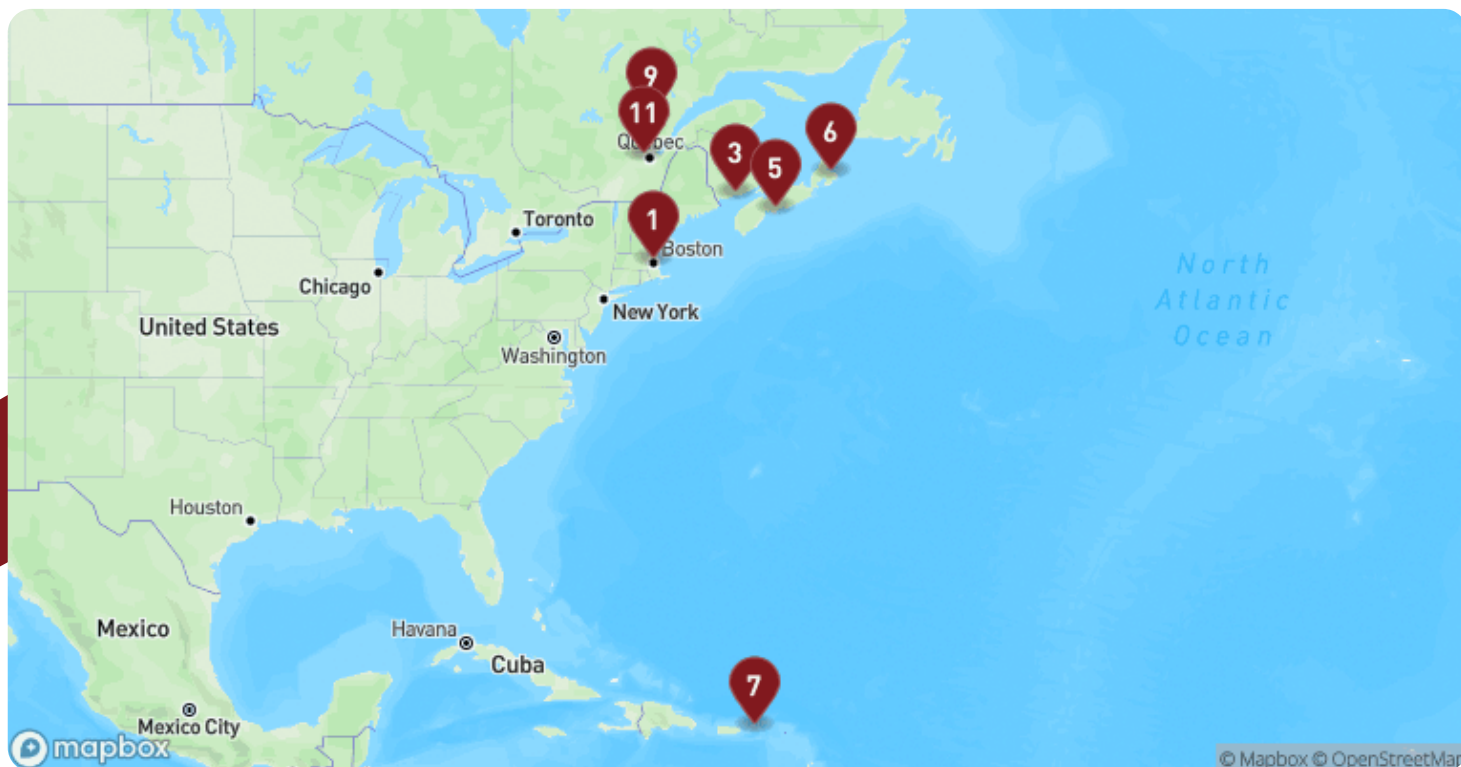 9
11
Quebec
6
3
5
1
Toronto
Boston
Chicago
New York
United States
Washington
North
Atlantic
Ocean
Houston
Mexico
Havana
Cuba
7
Mexico City
mapbox
© Mapbox © OpenStreetMap